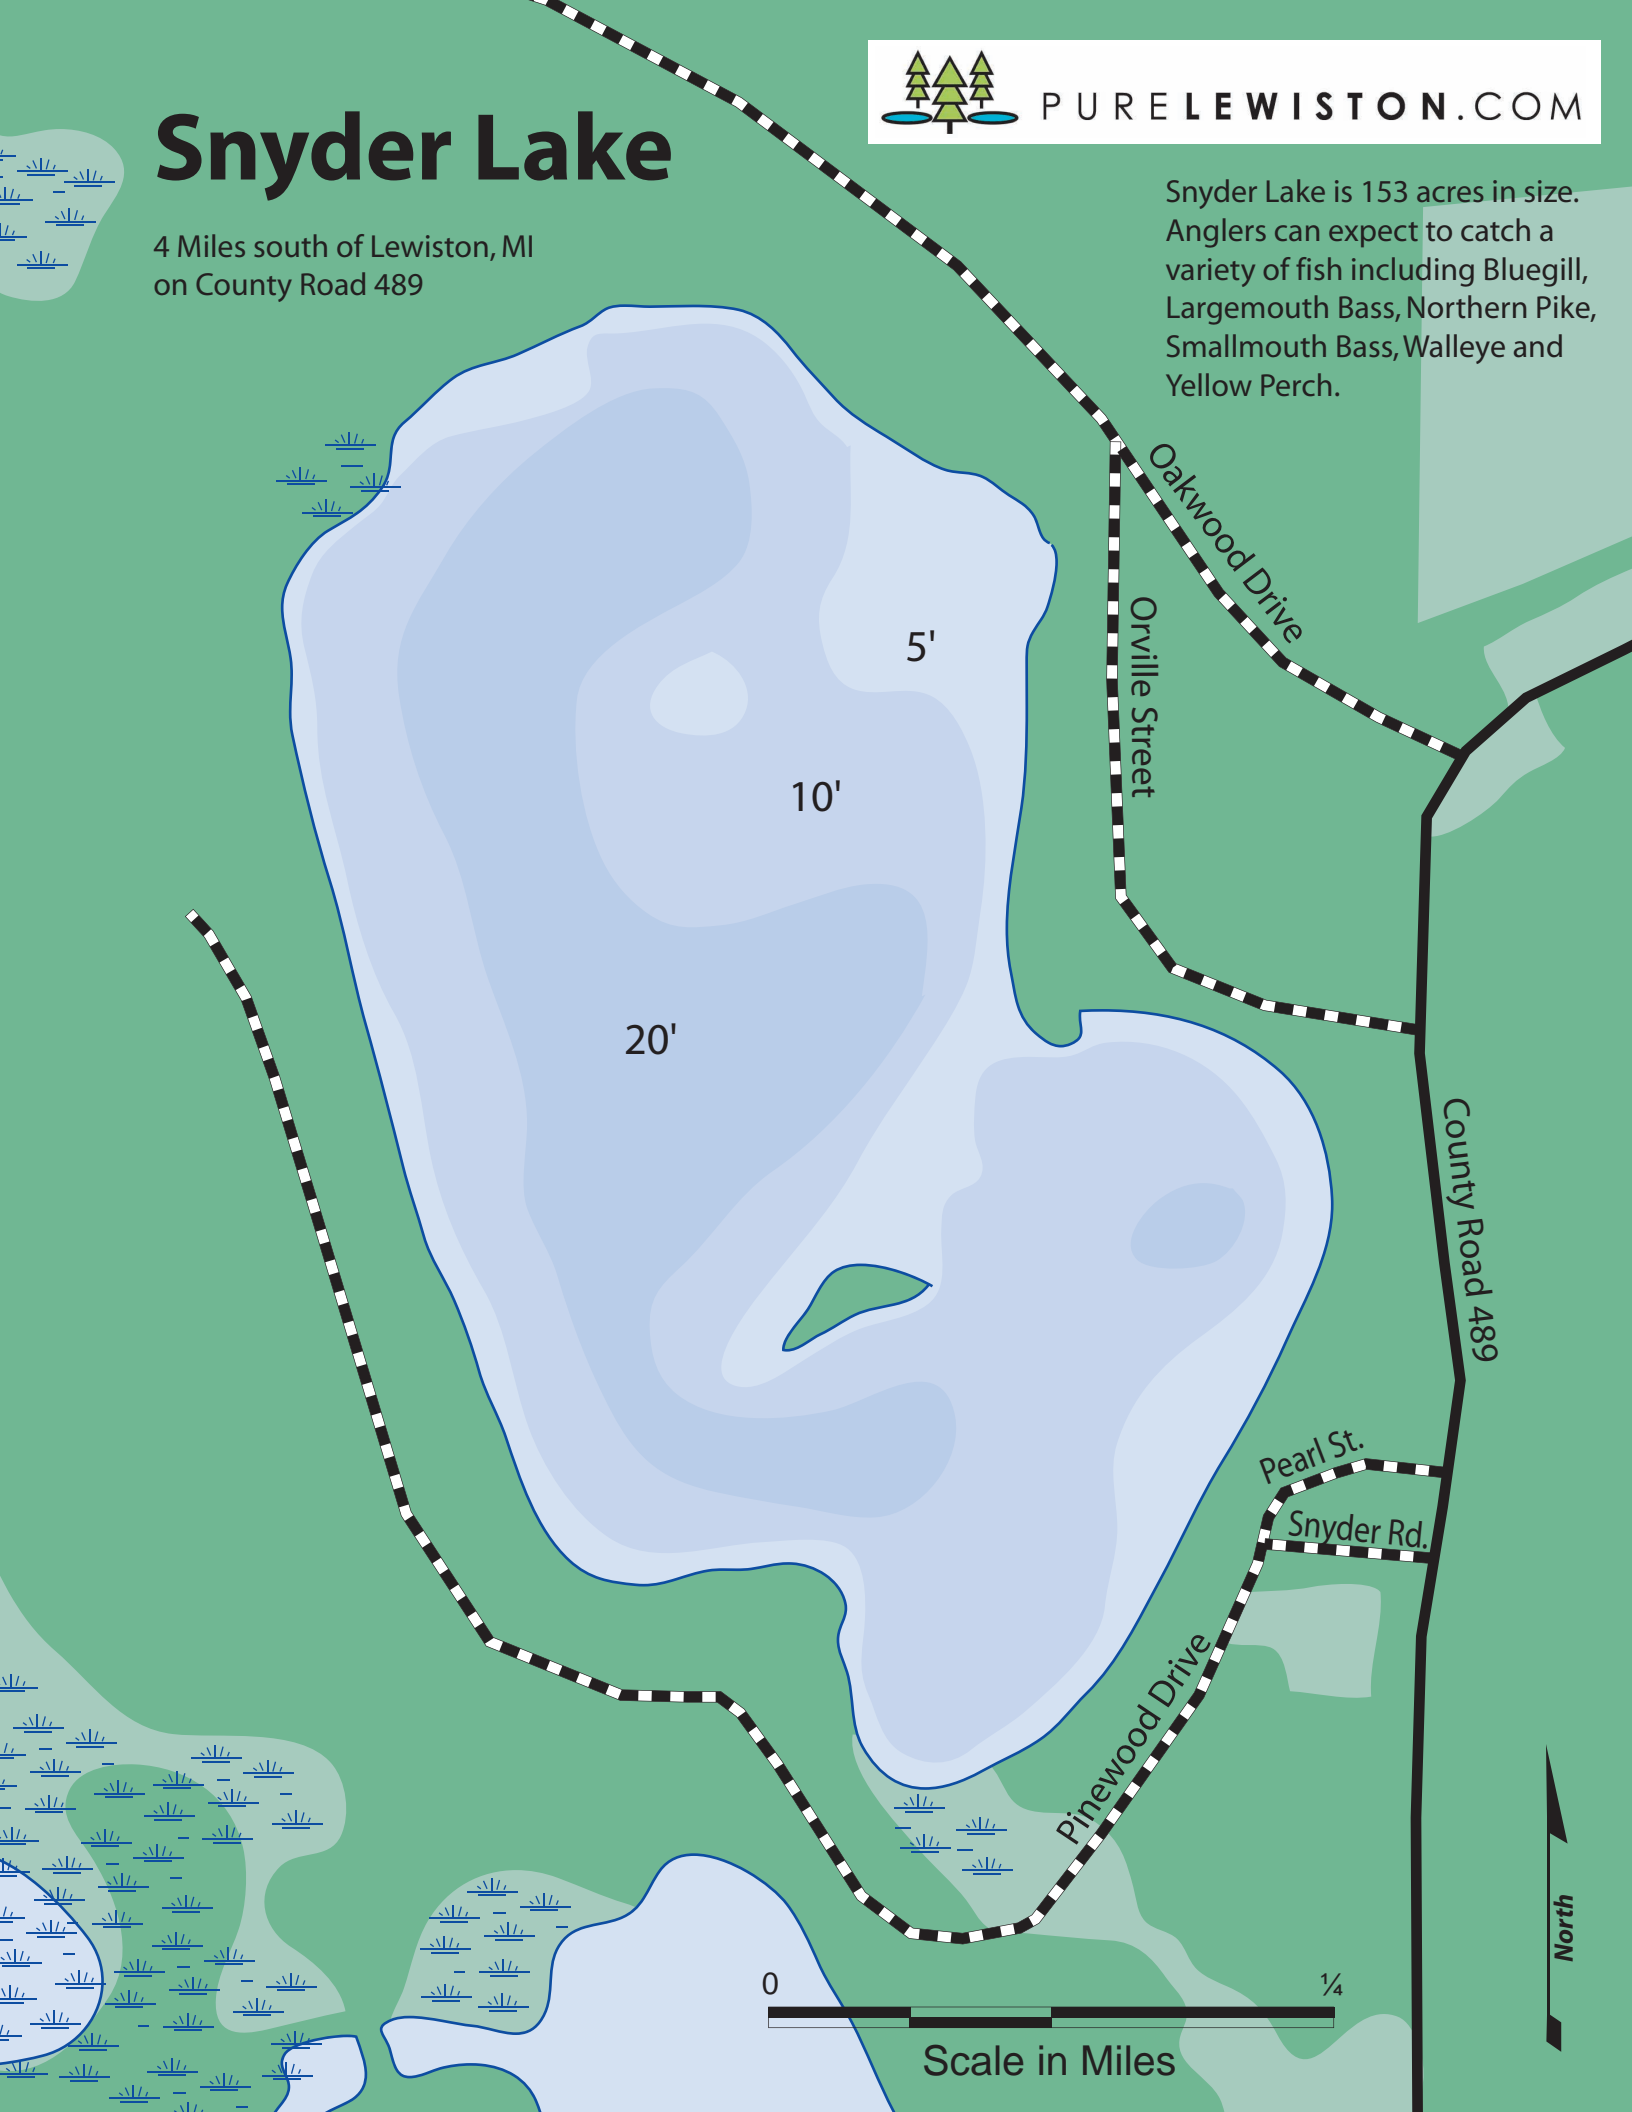 PURELEWISTON.COM
Snyder Lake
4 Miles south of Lewiston, MI
on County Road 489
Snyder Lake is 153 acres in size.
Anglers can expect to catch a
variety of fish including Bluegill,
Largemouth Bass, Northern Pike,
Smallmouth Bass, Walleye and
Yellow Perch.
Oakwood Drive
Orville Street
5'
10'
20'
County Road 489
Pearl St.
Snyder Rd.
Pinewood Drive
North
0 ¼
Scale in Miles